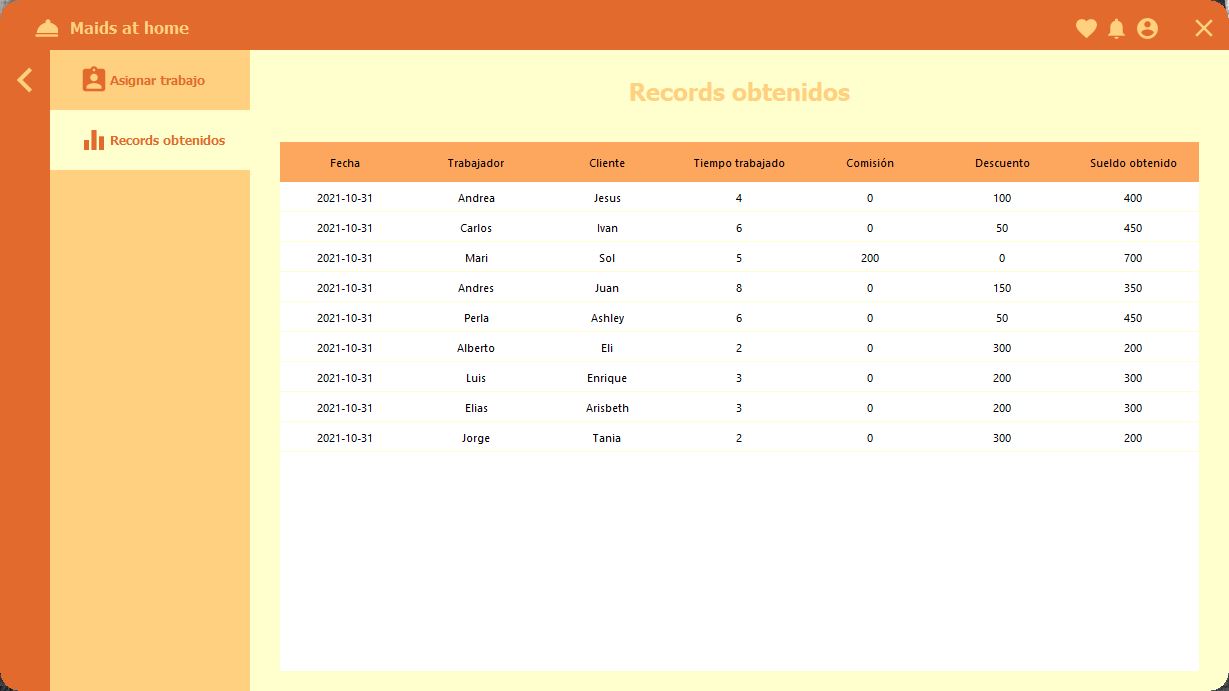 Maids at home
Asignar trabajo
Records obtenidos
Records obtenidos
Fecha Trabajador Cliente Tiempo trabajado Comisión Descuento Sueldo obtenido
2021-10-31 Andrea Jesus 4 0 100 400
2021-10-31 Carlos Ivan 6 0 50 450
2021-10-31 Mari Sol 5 200 0 700
2021-10-31 Andres Juan 8 0 150 350
2021-10-31 Perla Ashley 6 0 50 450
2021-10-31 Alberto Eli 2 0 300 200
2021-10-31 Luis Enrique 3 0 200 300
2021-10-31 Elias Arisbeth 3 0 200 300
2021-10-31 Jorge Tania 2 0 300 200